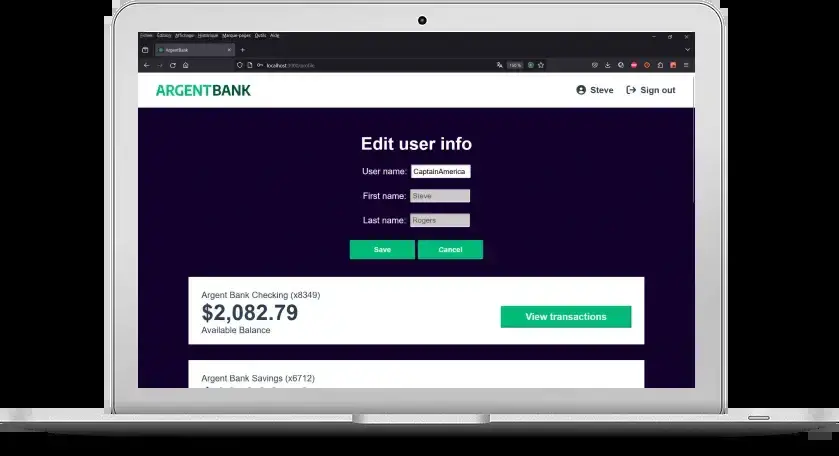 Fichier Édition Affichage Historique Marque-pages Outils Aide
ArgentBank
localhost:3000/profile
100%
ARGENTBANK
Steve
Sign out
Edit user info
User name: CaptainAmerica
First name: Steve
Last name: Rogers
Save Cancel
Argent Bank Checking (x8349)
$2,082.79
View transactions
Available Balance
Argent Bank Savings (x6712)